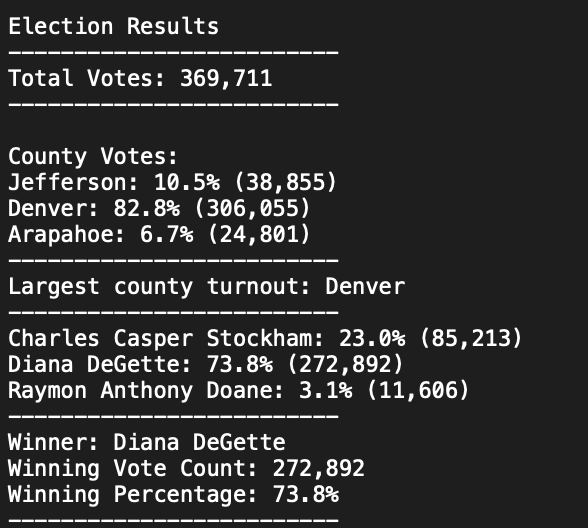 Election Results
-------------------------
Total Votes: 369,711
-------------------------
County Votes:
Jefferson: 10.5% (38,855)
Denver: 82.8% (306,055)
Arapahoe: 6.7% (24,801)
-------------------------
Largest county turnout: Denver
-------------------------
Charles Casper Stockham: 23.0% (85,213)
Diana DeGette: 73.8% (272,892)
Raymon Anthony Doane: 3.1% (11,606)
-------------------------
Winner: Diana DeGette
Winning Vote Count: 272,892
Winning Percentage: 73.8%
-------------------------